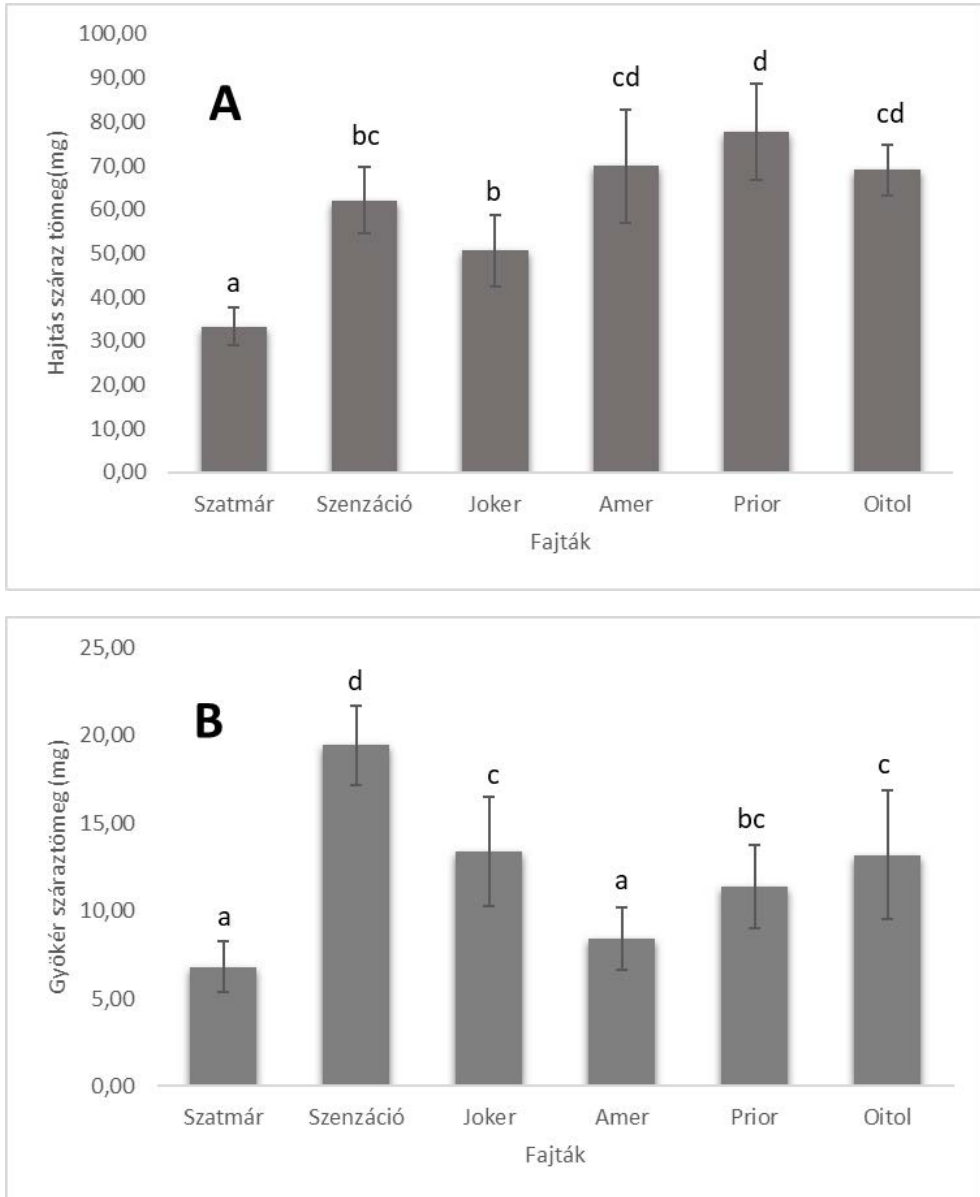 100,00
90,00
80,00
70,00
60,00
50,00
40,00
30,00
20,00
10,00
0,00
Hajtás száraz tömeg(mg)
A
a
bc
b
cd
d
cd
Szatmár Szenzáció Joker Amer Prior Oitol
Fajták
25,00
20,00
15,00
10,00
5,00
0,00
Gyökér száraztömeg (mg)
B
a
d
c
a
bc
c
Szatmár Szenzáció Joker Amer Prior Oitol
Fajták